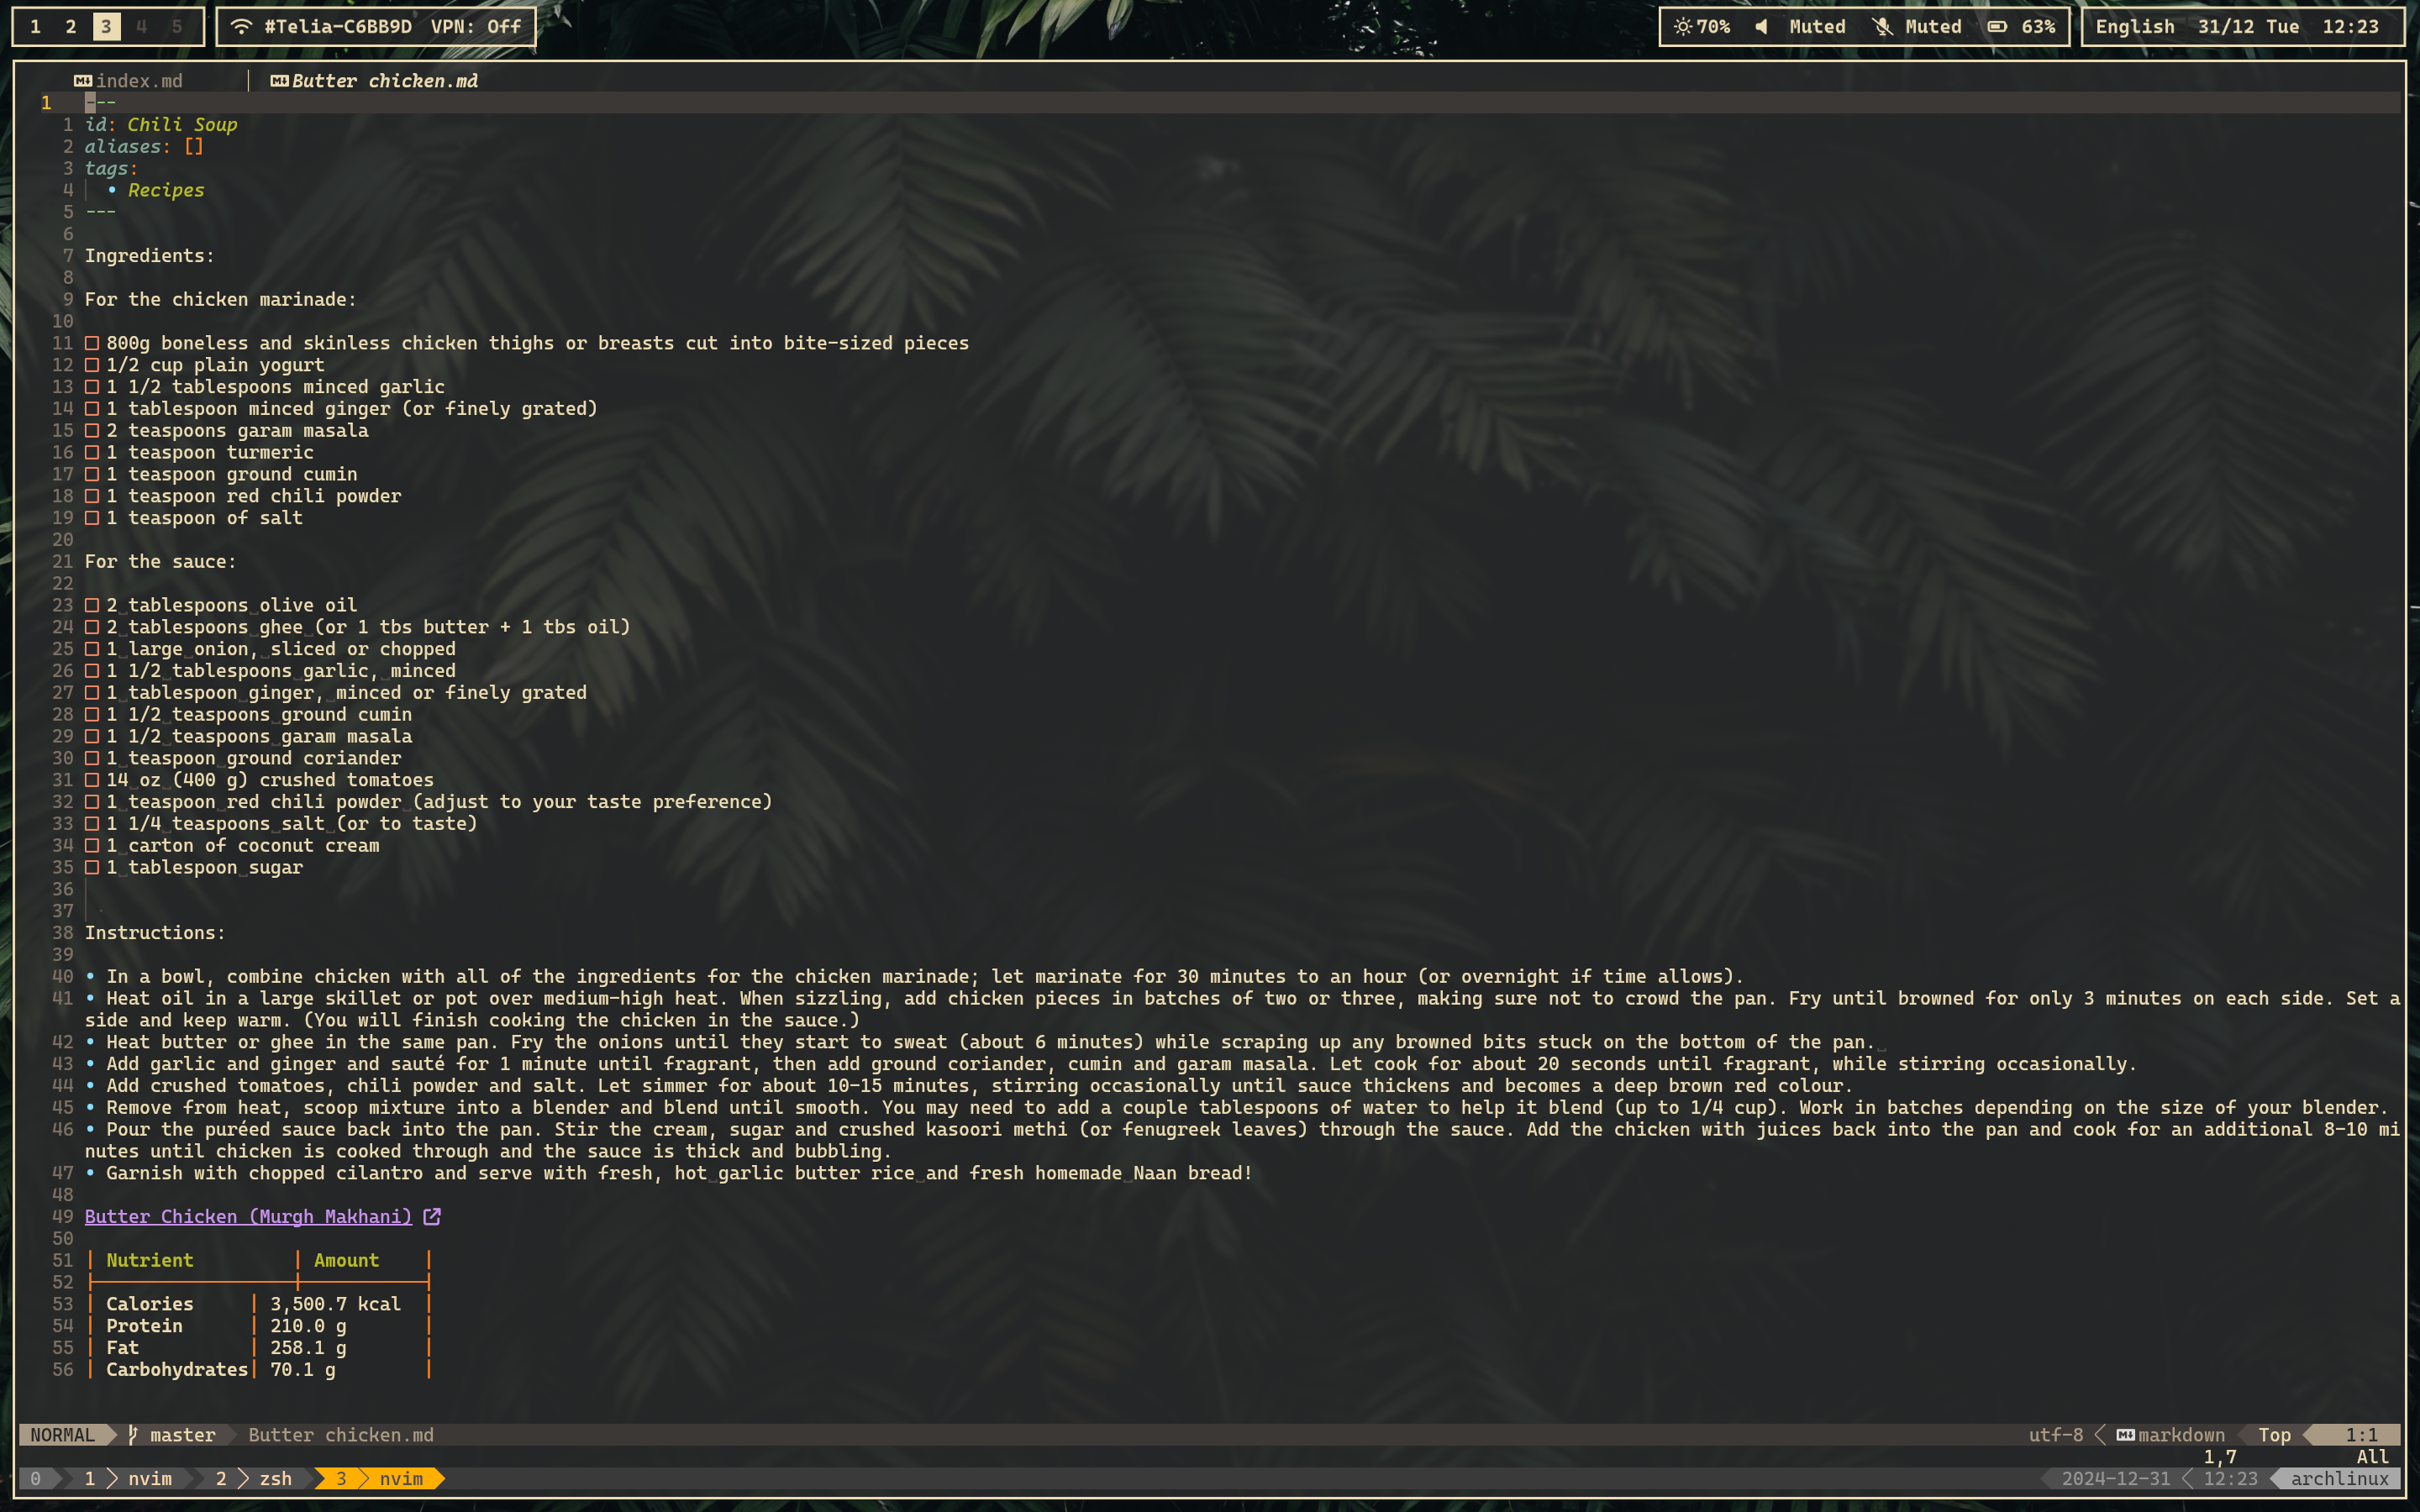 1 2 3 4 5 #Telia-C6BB9D VPN: Off 70% Muted Muted 63% English 31/12 Tue 12:23
index.md Butter chicken.md
1 ---
1 id: Chili Soup
2 aliases: []
3 tags:
4 • Recipes
5 ---
6
7 Ingredients:
8
9 For the chicken marinade:
10
11 800g boneless and skinless chicken thighs or breasts cut into bite-sized pieces
12 1/2 cup plain yogurt
13 1 1/2 tablespoons minced garlic
14 1 tablespoon minced ginger (or finely grated)
15 2 teaspoons garam masala
16 1 teaspoon turmeric
17 1 teaspoon ground cumin
18 1 teaspoon red chili powder
19 1 teaspoon of salt
20
21 For the sauce:
22
23 2 tablespoons olive oil
24 2 tablespoons ghee (or 1 tbs butter + 1 tbs oil)
25 1 large onion, sliced or chopped
26 1 1/2 tablespoons garlic, minced
27 1 tablespoon ginger, minced or finely grated
28 1 1/2 teaspoons ground cumin
29 1 1/2 teaspoons garam masala
30 1 teaspoon ground coriander
31 14 oz (400 g) crushed tomatoes
32 1 teaspoon red chili powder (adjust to your taste preference)
33 1 1/4 teaspoons salt (or to taste)
34 1 carton of coconut cream
35 1 tablespoon sugar
36
37
38 Instructions:
39
40 • In a bowl, combine chicken with all of the ingredients for the chicken marinade; let marinate for 30 minutes to an hour (or overnight if time allows).
41 • Heat oil in a large skillet or pot over medium-high heat. When sizzling, add chicken pieces in batches of two or three, making sure not to crowd the pan. Fry until browned for only 3 minutes on each side. Set a
side and keep warm. (You will finish cooking the chicken in the sauce.)
42 • Heat butter or ghee in the same pan. Fry the onions until they start to sweat (about 6 minutes) while scraping up any browned bits stuck on the bottom of the pan.
43 • Add garlic and ginger and sauté for 1 minute until fragrant, then add ground coriander, cumin and garam masala. Let cook for about 20 seconds until fragrant, while stirring occasionally.
44 • Add crushed tomatoes, chili powder and salt. Let simmer for about 10-15 minutes, stirring occasionally until sauce thickens and becomes a deep brown red colour.
45 • Remove from heat, scoop mixture into a blender and blend until smooth. You may need to add a couple tablespoons of water to help it blend (up to 1/4 cup). Work in batches depending on the size of your blender.
46 • Pour the puréed sauce back into the pan. Stir the cream, sugar and crushed kasoori methi (or fenugreek leaves) through the sauce. Add the chicken with juices back into the pan and cook for an additional 8-10 mi
nutes until chicken is cooked through and the sauce is thick and bubbling.
47 • Garnish with chopped cilantro and serve with fresh, hot garlic butter rice and fresh homemade Naan bread!
48
49 Butter Chicken (Murgh Makhani)
50
51 Nutrient Amount
52
53 Calories 3,500.7 kcal
54 Protein 210.0 g
55 Fat 258.1 g
56 Carbohydrates 70.1 g
NORMAL master Butter chicken.md utf-8 markdown Top 1:1
1,7 All
0 1 nvim 2 zsh 3 nvim 2024-12-31 12:23 archlinux